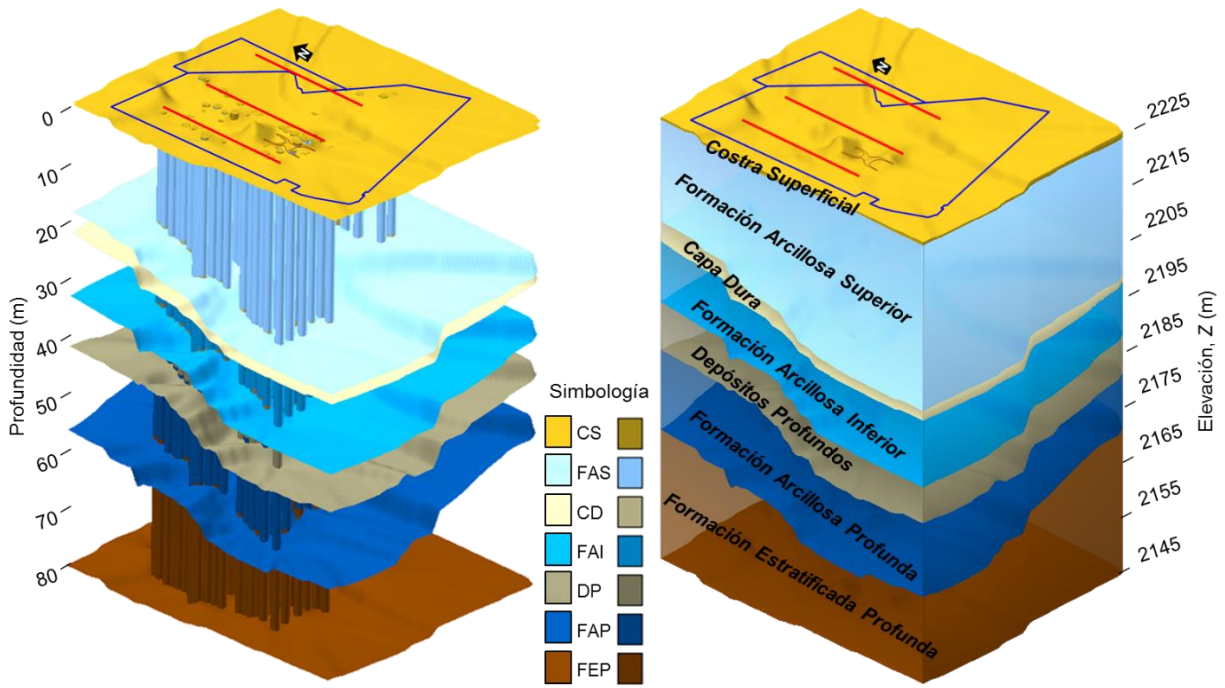 N
0
10
20
30
40
50
60
70
80
Profundidad (m)
Simbología
CS
FAS
CD
FAI
DP
FAP
FEP
N
Costra Superficial
Formación Arcillosa Superior
Capa Dura
Formación Arcillosa Inferior
Depósitos Profundos
Formación Arcillosa Profunda
Formación Estratificada Profunda
2225
2215
2205
2195
2185
2175
2165
2155
2145
Elevación, Z (m)